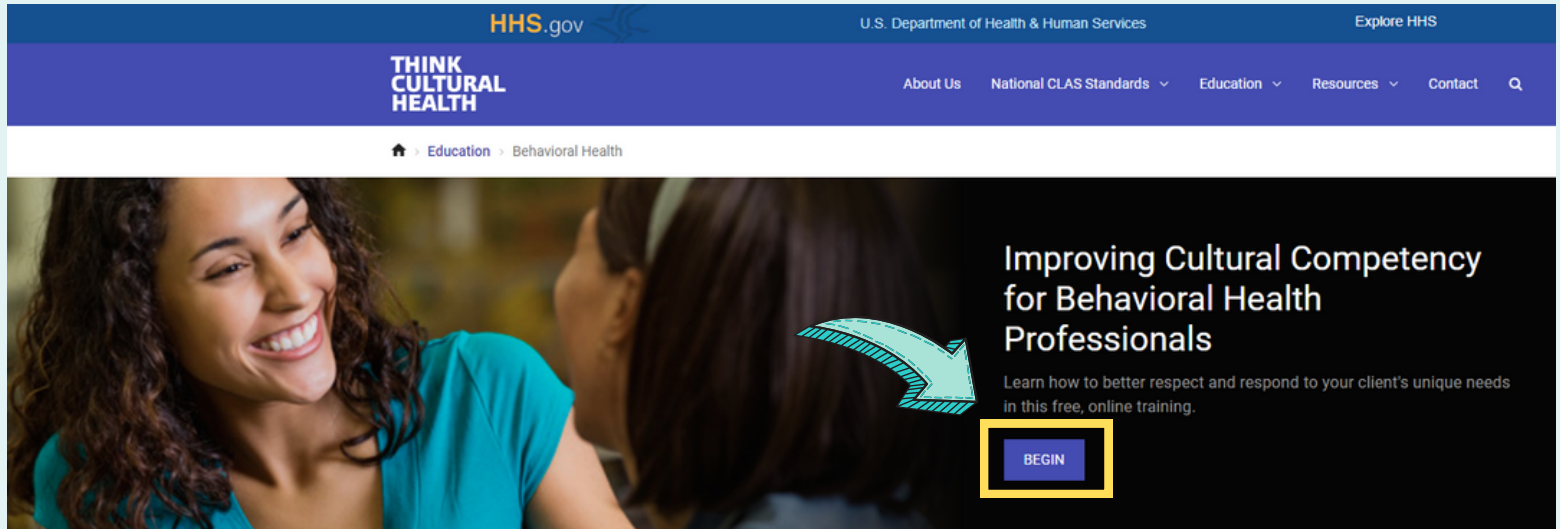 HHS.gov
U.S. Department of Health & Human Services
Explore HHS
THINK
CULTURAL
HEALTH
About Us
National CLAS Standards
Education
Resources
Contact
Education > Behavioral Health
Improving Cultural Competency
for Behavioral Health
Professionals
Learn how to better respect and respond to your client's unique needs
in this free, online training.
BEGIN